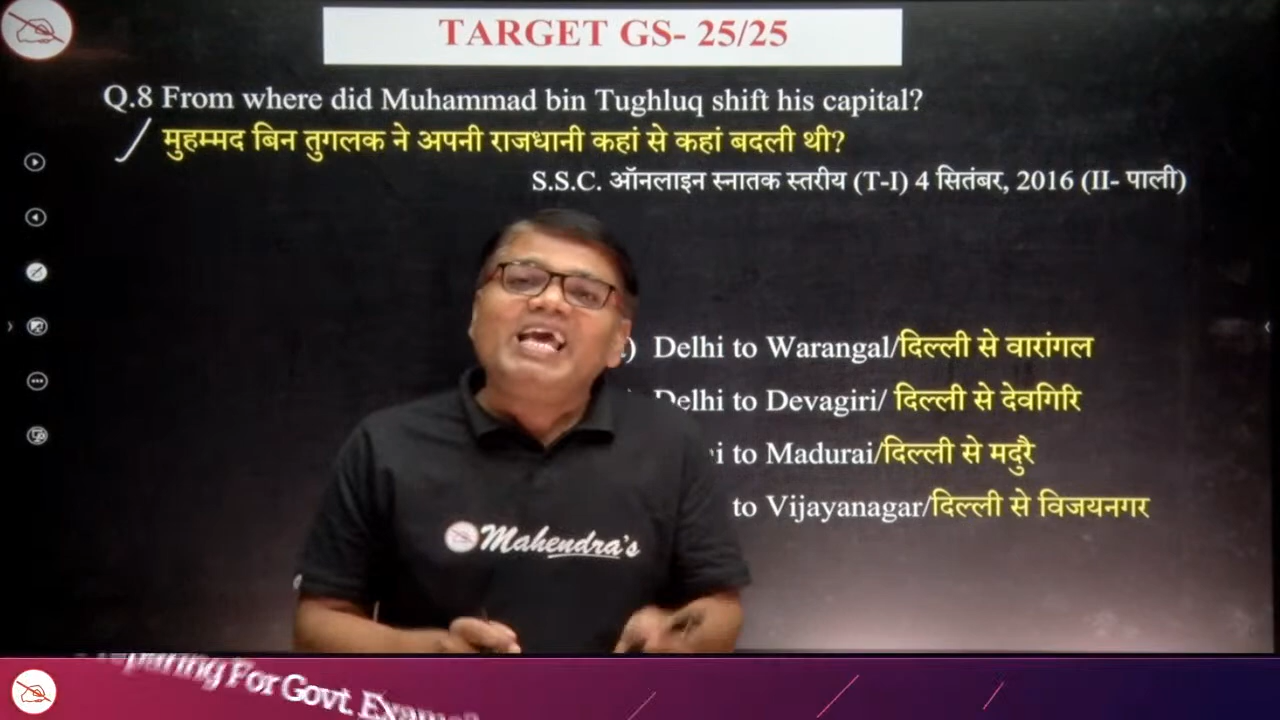 TARGET GS- 25/25
Q.8 From where did Muhammad bin Tughluq shift his capital?
मुहम्मद बिन तुगलक ने अपनी राजधानी कहां से कहां बदली थी?
S.S.C. ऑनलाइन स्नातक स्तरीय (T-I) 4 सितंबर, 2016 (II- पाली)
) Delhi to Warangal/दिल्ली से वारांगल
Delhi to Devagiri/ दिल्ली से देवगिरि
to Madurai/दिल्ली से मदुरै
to Vijayanagar/दिल्ली से विजयनगर
Mahendra's
Preparing For Govt. Exams?